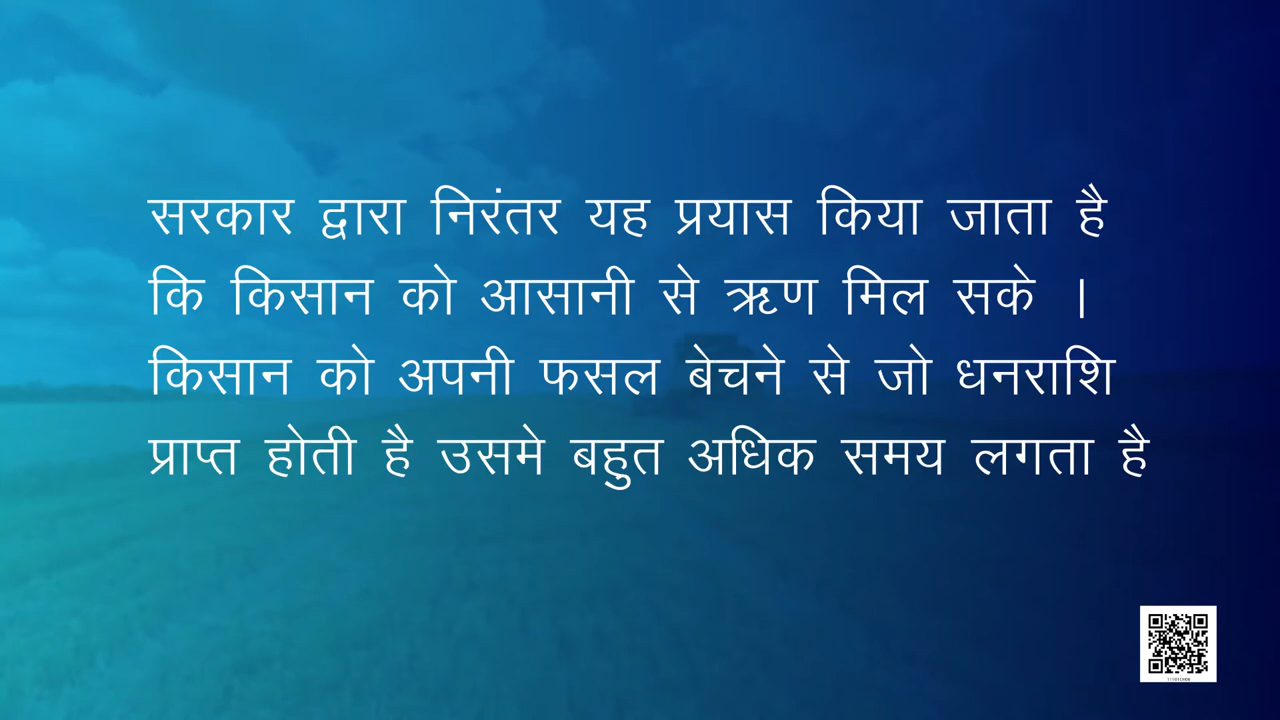 सरकार द्वारा निरंतर यह प्रयास किया जाता है
कि किसान को आसानी से ऋण मिल सके ।
किसान को अपनी फसल बेचने से जो धनराशि
प्राप्त होती है उसमे बहुत अधिक समय लगता है